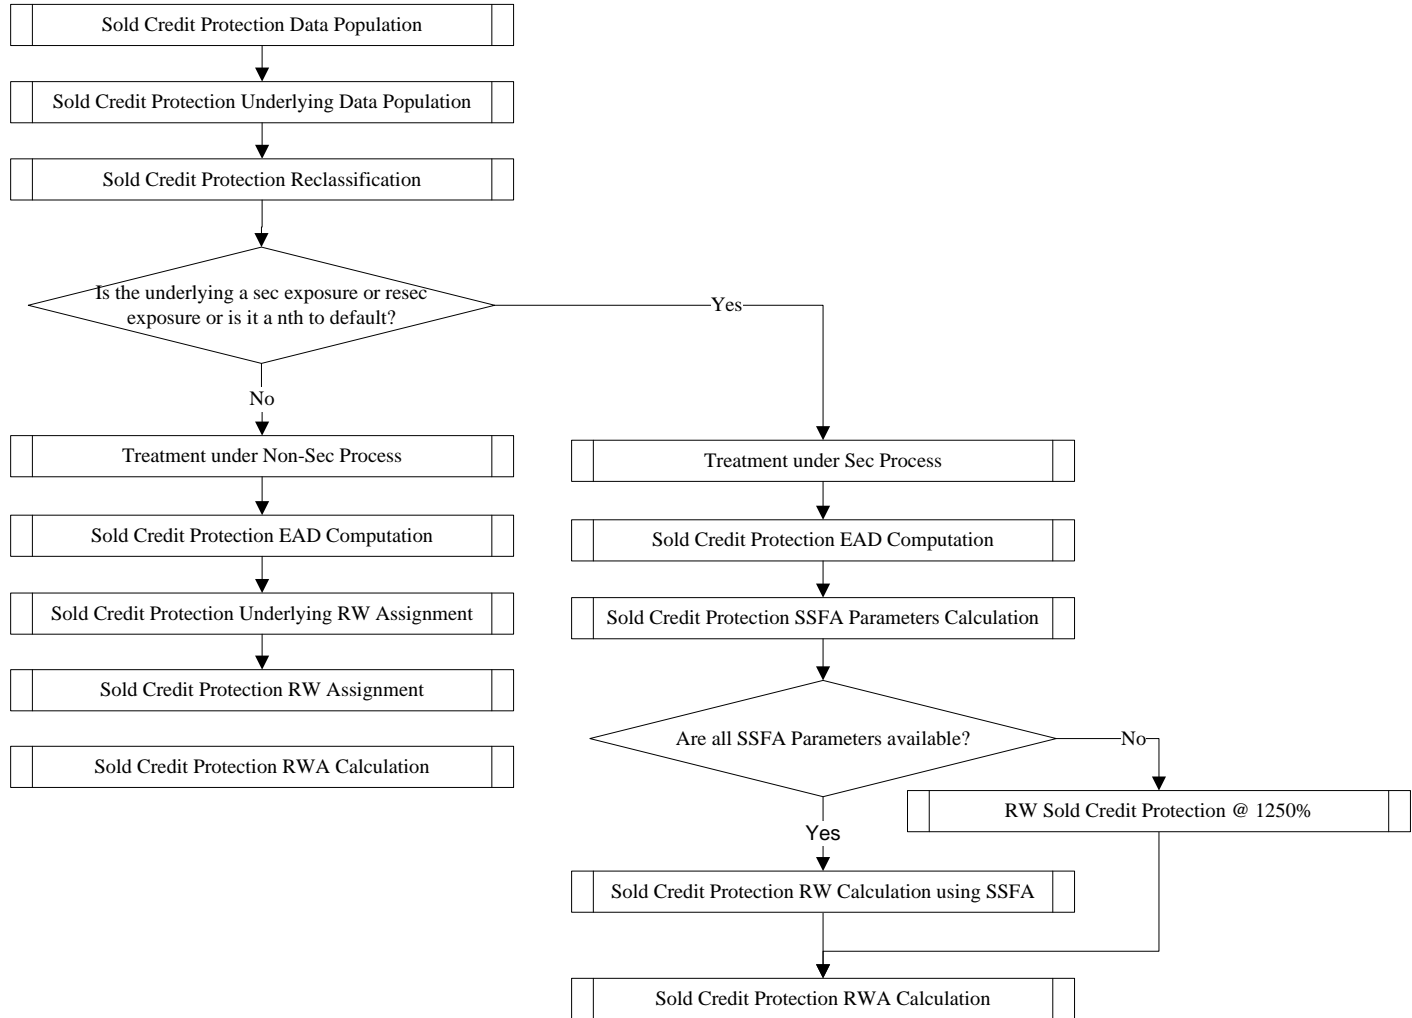 Sold Credit Protection Data Population
Sold Credit Protection Underlying Data Population
Sold Credit Protection Reclassification
Is the underlying a sec exposure or resec
exposure or is it a nth to default?
Yes
No
Treatment under Non-Sec Process
Sold Credit Protection EAD Computation
Sold Credit Protection Underlying RW Assignment
Sold Credit Protection RW Assignment
Sold Credit Protection RWA Calculation
Treatment under Sec Process
Sold Credit Protection EAD Computation
Sold Credit Protection SSFA Parameters Calculation
Are all SSFA Parameters available?
No
RW Sold Credit Protection @ 1250%
Yes
Sold Credit Protection RW Calculation using SSFA
Sold Credit Protection RWA Calculation